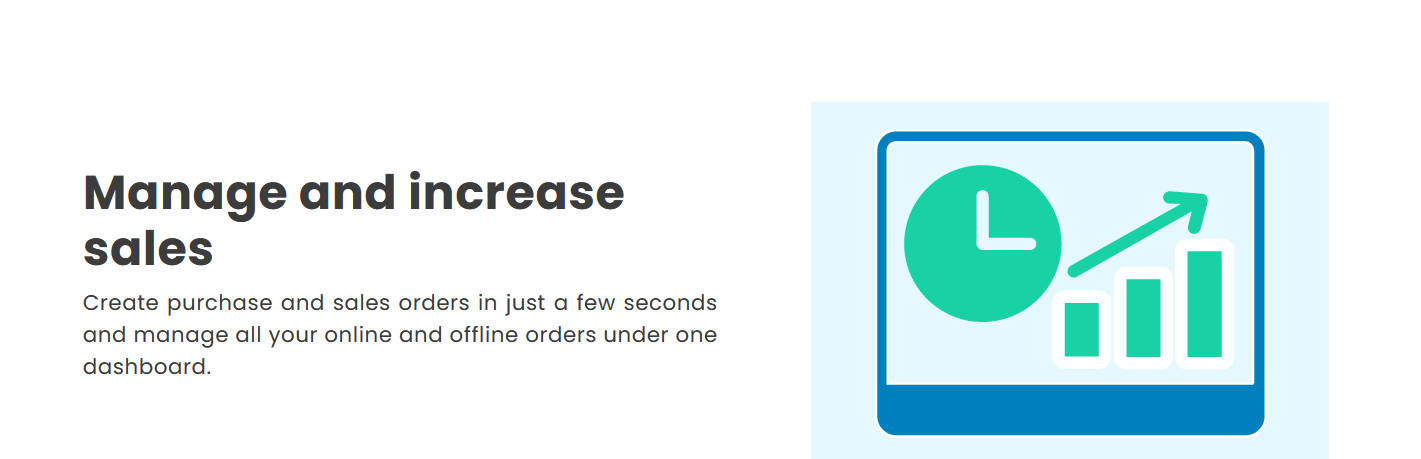 Manage and increase
sales
Create purchase and sales orders in just a few seconds
and manage all your online and offline orders under one
dashboard.